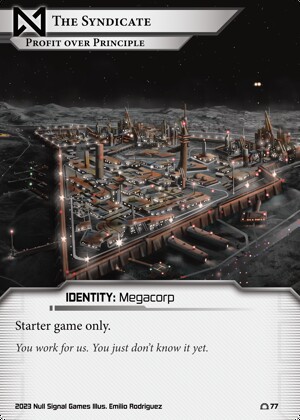 The Syndicate
Profit over Principle
IDENTITY: Megacorp
Starter game only.
You work for us. You just don't know it yet.
2023 Null Signal Games Illus. Emilio Rodriguez
77